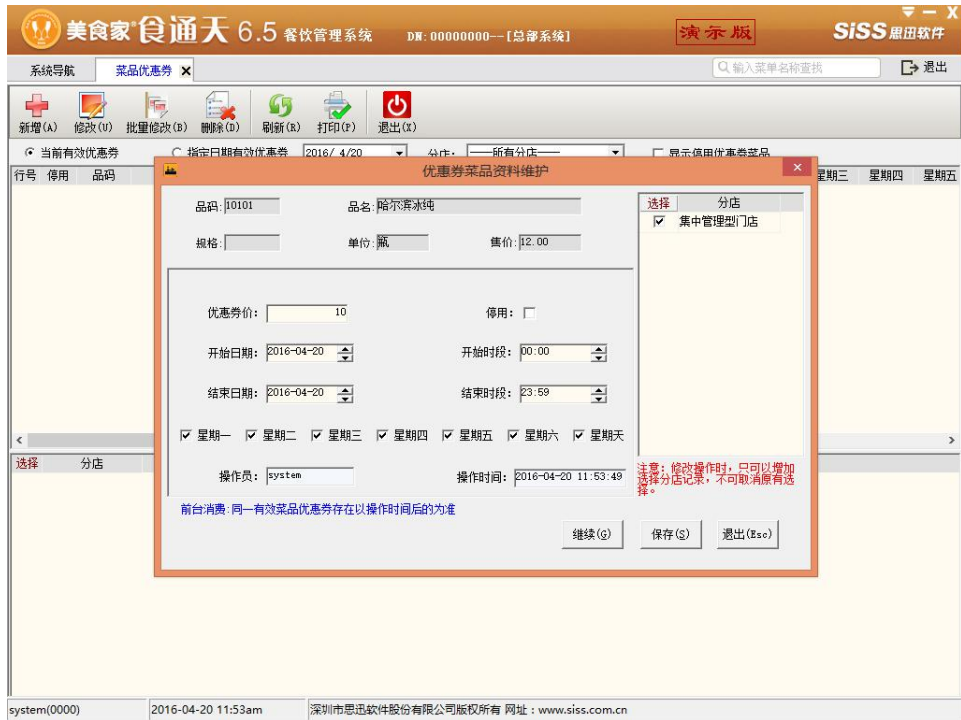 美食家®食通天 6.5 餐饮管理系统 DN:00000000--[总部系统] 演示版 SiSS思迅软件
系统导航 菜品优惠券 X 输入菜单名称查找 退出
新增(A) 修改(U) 批量修改(B) 删除(D) 刷新(R) 打印(P) 退出(X)
当前有效优惠券 指定日期有效优惠券 2016/ 4/20 分店: ——所有分店—— 显示停用优惠券菜品
行号 停用 品码 星期三 星期四 星期五
优惠券菜品资料维护
品码: 10101 品名: 哈尔滨冰纯
规格: 单位: 瓶 售价: 12.00
选择 分店
集中管理型门店
优惠券价: 10 停用:
开始日期: 2016-04-20 开始时段: 00:00
结束日期: 2016-04-20 结束时段: 23:59
星期一 星期二 星期三 星期四 星期五 星期六 星期天
操作员: system 操作时间: 2016-04-20 11:53:49
注意: 修改操作时,只可以增加
选择分店记录,不可取消原有选
择。
前台消费:同一有效菜品优惠券存在以操作时间后的为准
继续(G) 保存(S) 退出(Esc)
选择 分店
system(0000) 2016-04-20 11:53am 深圳市思迅软件股份有限公司版权所有 网址:www.siss.com.cn